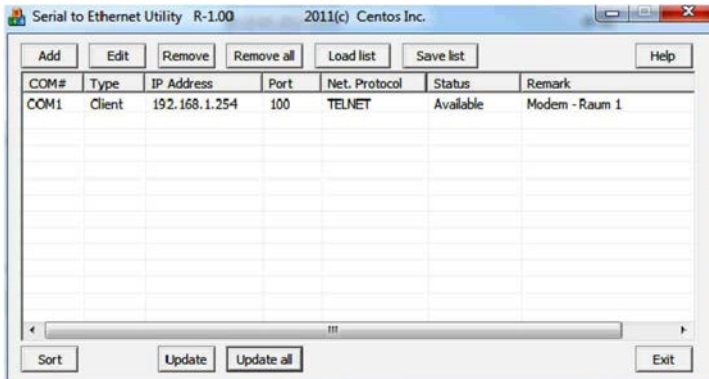 Serial to Ethernet Utility R-1.00 2011(c) Centos Inc.
Add Edit Remove Remove all Load list Save list Help
COM# Type IP Address Port Net. Protocol Status Remark
COM1 Client 192.168.1.254 100 TELNET Available Modem - Raum 1
Sort Update Update all Exit